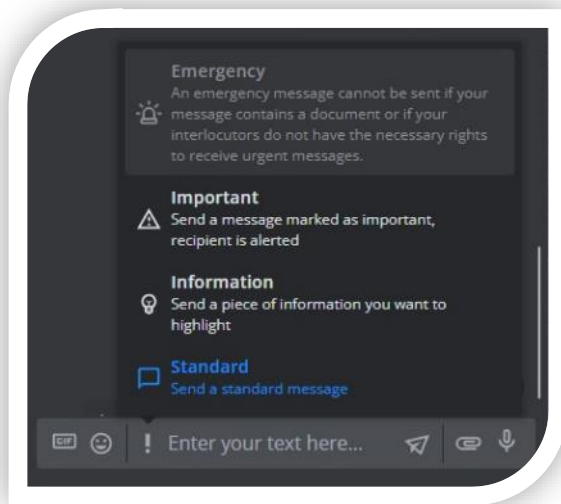 Emergency
An emergency message cannot be sent if your
message contains a document or if your
interlocutors do not have the necessary rights
to receive urgent messages.
Important
Send a message marked as important,
recipient is alerted
Information
Send a piece of information you want to
highlight
Standard
Send a standard message
GIF ! Enter your text here...